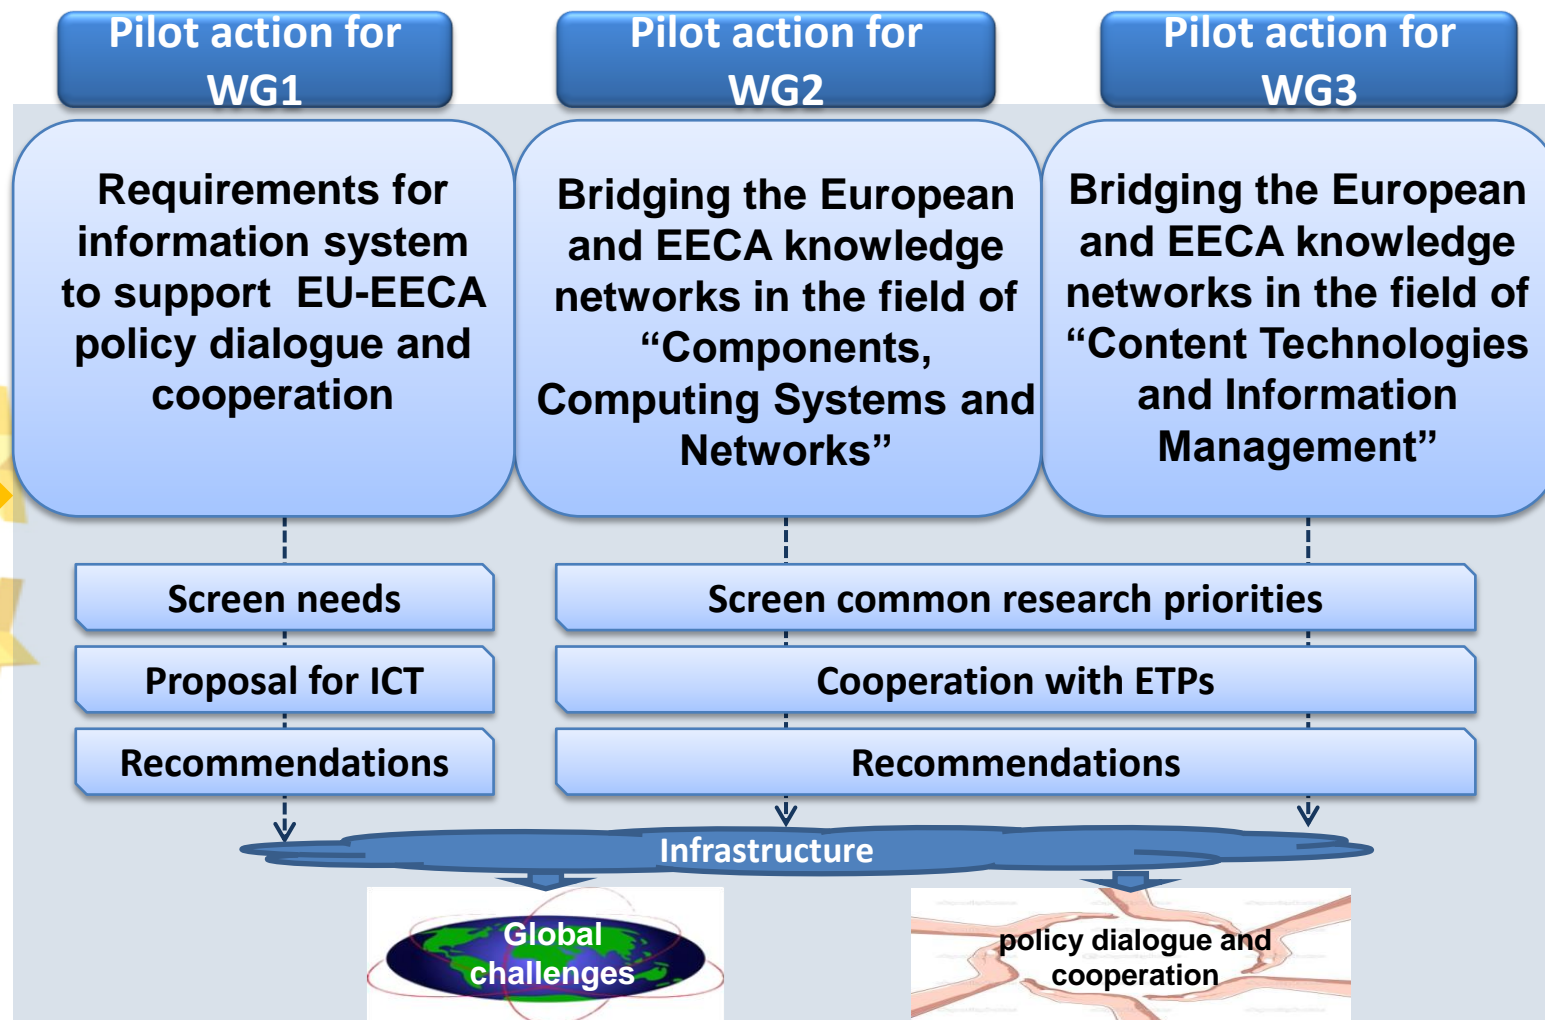 Pilot action for
WG1
Pilot action for
WG2
Pilot action for
WG3
Requirements for
information system
to support  EU-EECA
policy dialogue and
cooperation
Bridging the European
and EECA knowledge
networks in the field of
“Components,
Computing Systems and
Networks”
Bridging the European
and EECA knowledge
networks in the field of
“Content Technologies
and Information
Management”
Screen needs
Proposal for ICT
Recommendations
Screen common research priorities
Cooperation with ETPs
Recommendations
Infrastructure
Global
challenges
policy dialogue and
cooperation